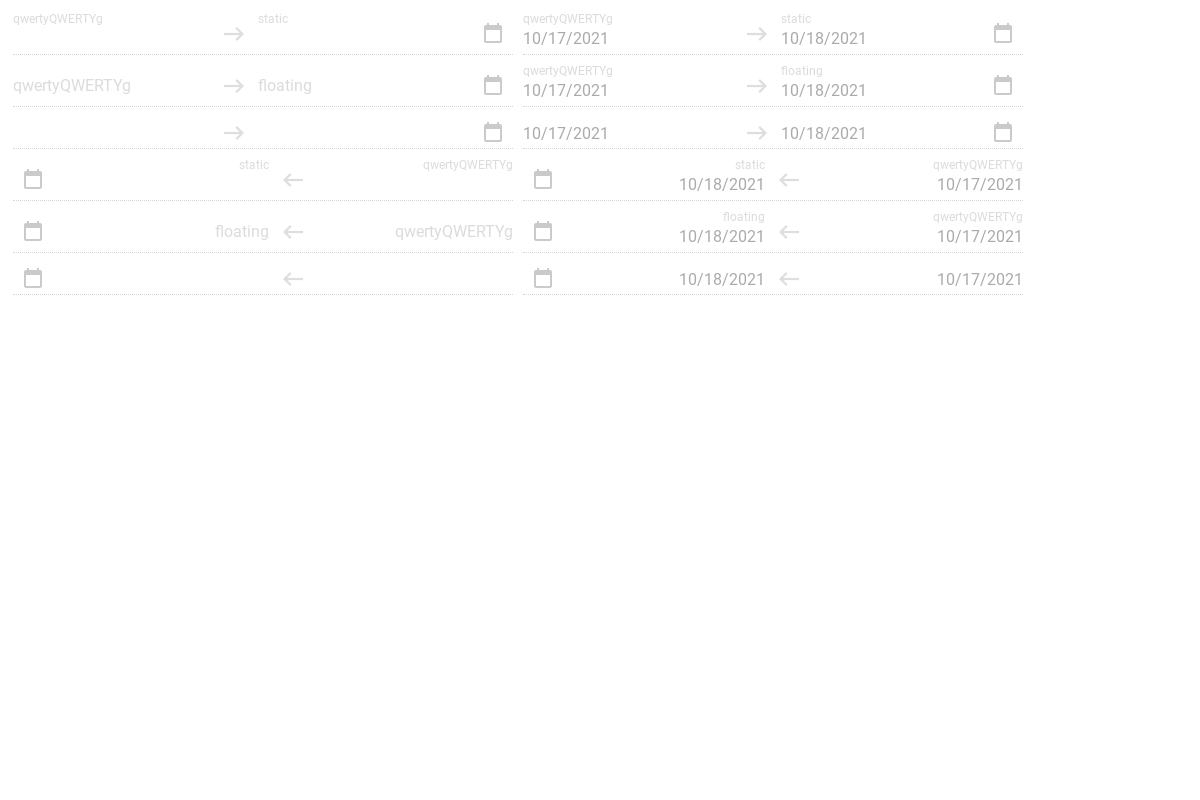 qwertyQWERTYg static qwertyQWERTYg static
10/17/2021 10/18/2021
qwertyQWERTYg floating
qwertyQWERTYg floating 10/17/2021 10/18/2021
10/17/2021 10/18/2021
static qwertyQWERTYg static qwertyQWERTYg
10/18/2021 10/17/2021
floating qwertyQWERTYg
floating qwertyQWERTYg 10/18/2021 10/17/2021
10/18/2021 10/17/2021